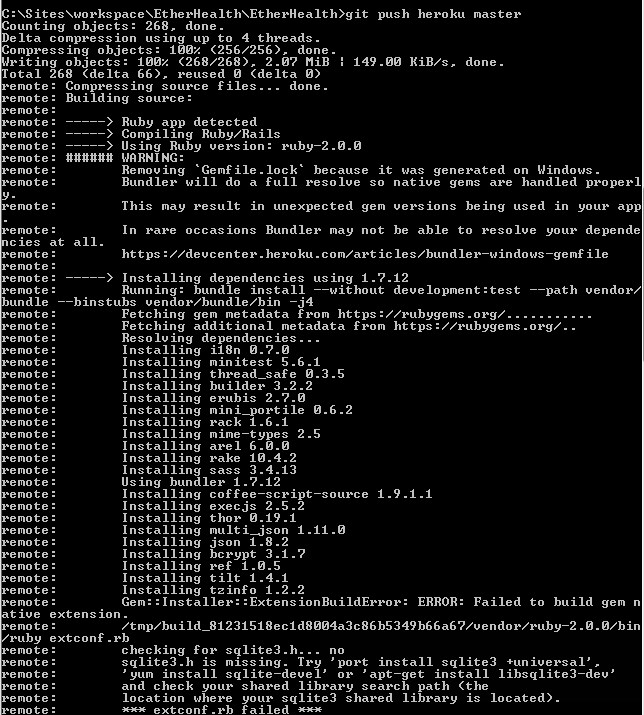 C:\Sites\workspace\EtherHealth\EtherHealth>git push heroku master
Counting objects: 268, done.
Delta compression using up to 4 threads.
Compressing objects: 100% (256/256), done.
Writing objects: 100% (268/268), 2.07 MiB | 149.00 KiB/s, done.
Total 268 (delta 66), reused 0 (delta 0)
remote: Compressing source files... done.
remote: Building source:
remote:
remote: -----> Ruby app detected
remote: -----> Compiling Ruby/Rails
remote: -----> Using Ruby version: ruby-2.0.0
remote: ###### WARNING:
remote:        Removing `Gemfile.lock` because it was generated on Windows.
remote:        Bundler will do a full resolve so native gems are handled properl
y.
remote:        This may result in unexpected gem versions being used in your app
.
remote:        In rare occasions Bundler may not be able to resolve your depende
ncies at all.
remote:        https://devcenter.heroku.com/articles/bundler-windows-gemfile
remote:
remote: -----> Installing dependencies using 1.7.12
remote:        Running: bundle install --without development:test --path vendor/
bundle --binstubs vendor/bundle/bin -j4
remote:        Fetching gem metadata from https://rubygems.org/...........
remote:        Fetching additional metadata from https://rubygems.org/..
remote:        Resolving dependencies...
remote:        Installing i18n 0.7.0
remote:        Installing minitest 5.6.1
remote:        Installing thread_safe 0.3.5
remote:        Installing builder 3.2.2
remote:        Installing erubis 2.7.0
remote:        Installing mini_portile 0.6.2
remote:        Installing rack 1.6.1
remote:        Installing mime-types 2.5
remote:        Installing arel 6.0.0
remote:        Installing rake 10.4.2
remote:        Installing sass 3.4.13
remote:        Using bundler 1.7.12
remote:        Installing coffee-script-source 1.9.1.1
remote:        Installing execjs 2.5.2
remote:        Installing thor 0.19.1
remote:        Installing multi_json 1.11.0
remote:        Installing json 1.8.2
remote:        Installing bcrypt 3.1.7
remote:        Installing ref 1.0.5
remote:        Installing tilt 1.4.1
remote:        Installing tzinfo 1.2.2
remote:        Gem::Installer::ExtensionBuildError: ERROR: Failed to build gem n
ative extension.
remote:        /tmp/build_81231518ec1d8004a3c86b5349b66a67/vendor/ruby-2.0.0/bin
/ruby extconf.rb
remote:        checking for sqlite3.h... no
remote:        sqlite3.h is missing. Try 'port install sqlite3 +universal',
remote:        'yum install sqlite-devel' or 'apt-get install libsqlite3-dev'
remote:        and check your shared library search path (the
remote:        location where your sqlite3 shared library is located).
remote:        *** extconf.rb failed ***